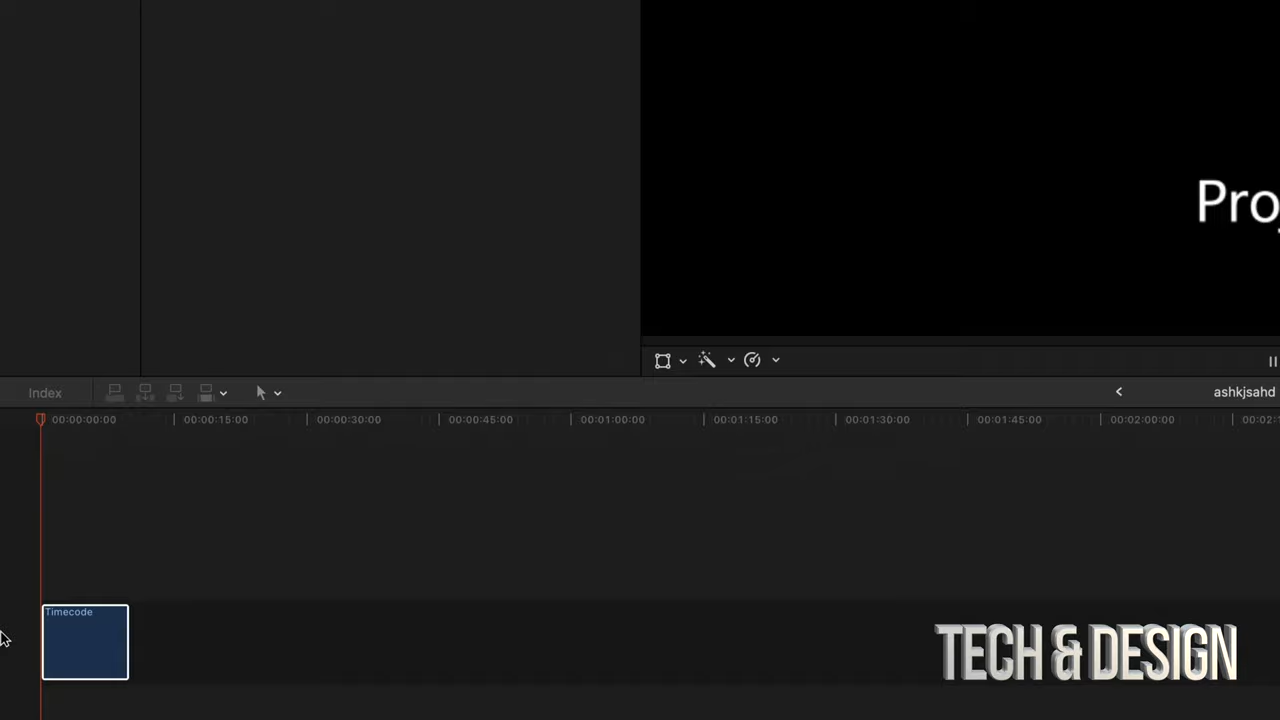 Pro
Index
ashkjsahd
00:00:00:00
00:00:15:00
00:00:30:00
00:00:45:00
00:01:00:00
00:01:15:00
00:01:30:00
00:01:45:00
00:02:00:00
00:02:
Timecode
TECH & DESIGN